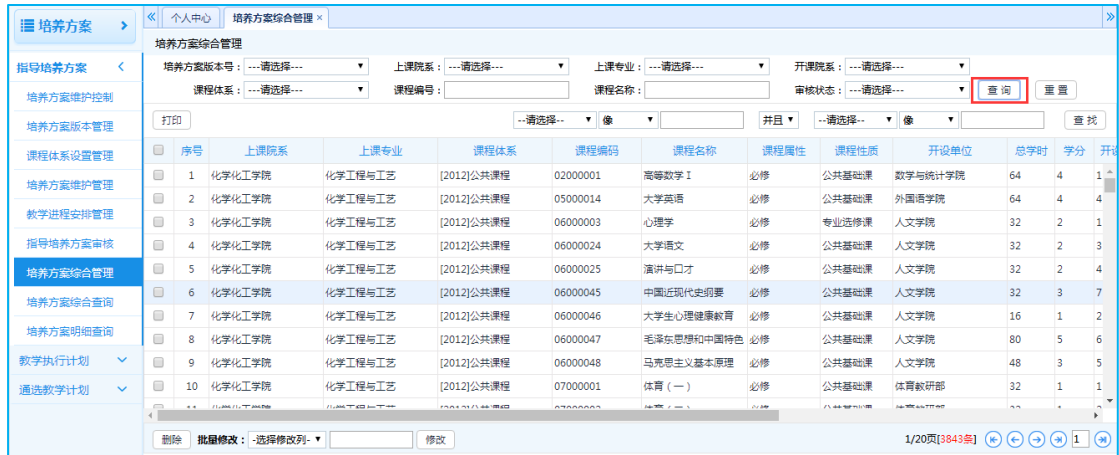 培养方案
个人中心 培养方案综合管理 ×
培养方案综合管理
指导培养方案
培养方案维护控制
培养方案版本管理
课程体系设置管理
培养方案维护管理
教学进程安排管理
指导培养方案审核
培养方案综合管理
培养方案综合查询
培养方案明细查询
教学执行计划
通选教学计划
培养方案版本号： ---请选择--- 上课院系： ---请选择--- 上课专业： ---请选择--- 开课院系： ---请选择---
课程体系： ---请选择--- 课程编号： 课程名称： 审核状态： ---请选择--- 查 询 重 置
打印 --请选择-- 像 并且 --请选择-- 像 查 找
序号 上课院系 上课专业 课程体系 课程编码 课程名称 课程属性 课程性质 开设单位 总学时 学分
1 化学化工学院 化学工程与工艺 [2012]公共课程 02000001 高等数学 I 必修 公共基础课 数学与统计学院 64 4 1
2 化学化工学院 化学工程与工艺 [2012]公共课程 05000014 大学英语 必修 公共基础课 外国语学院 64 4 4
3 化学化工学院 化学工程与工艺 [2012]公共课程 06000003 心理学 必修 专业选修课 人文学院 32 2 1
4 化学化工学院 化学工程与工艺 [2012]公共课程 06000024 大学语文 必修 公共基础课 人文学院 32 2 3
5 化学化工学院 化学工程与工艺 [2012]公共课程 06000025 演讲与口才 必修 公共基础课 人文学院 32 2 4
6 化学化工学院 化学工程与工艺 [2012]公共课程 06000045 中国近现代史纲要 必修 公共基础课 人文学院 32 3 7
7 化学化工学院 化学工程与工艺 [2012]公共课程 06000046 大学生心理健康教育 必修 公共基础课 人文学院 16 1 2
8 化学化工学院 化学工程与工艺 [2012]公共课程 06000047 毛泽东思想和中国特色 必修 公共基础课 人文学院 80 5 6
9 化学化工学院 化学工程与工艺 [2012]公共课程 06000048 马克思主义基本原理 必修 公共基础课 人文学院 48 3 5
10 化学化工学院 化学工程与工艺 [2012]公共课程 07000001 体育（一） 必修 公共基础课 体育教研部 32 1 1
删除 批量修改： -选择修改列- 修改 1/20页[3843条] 1